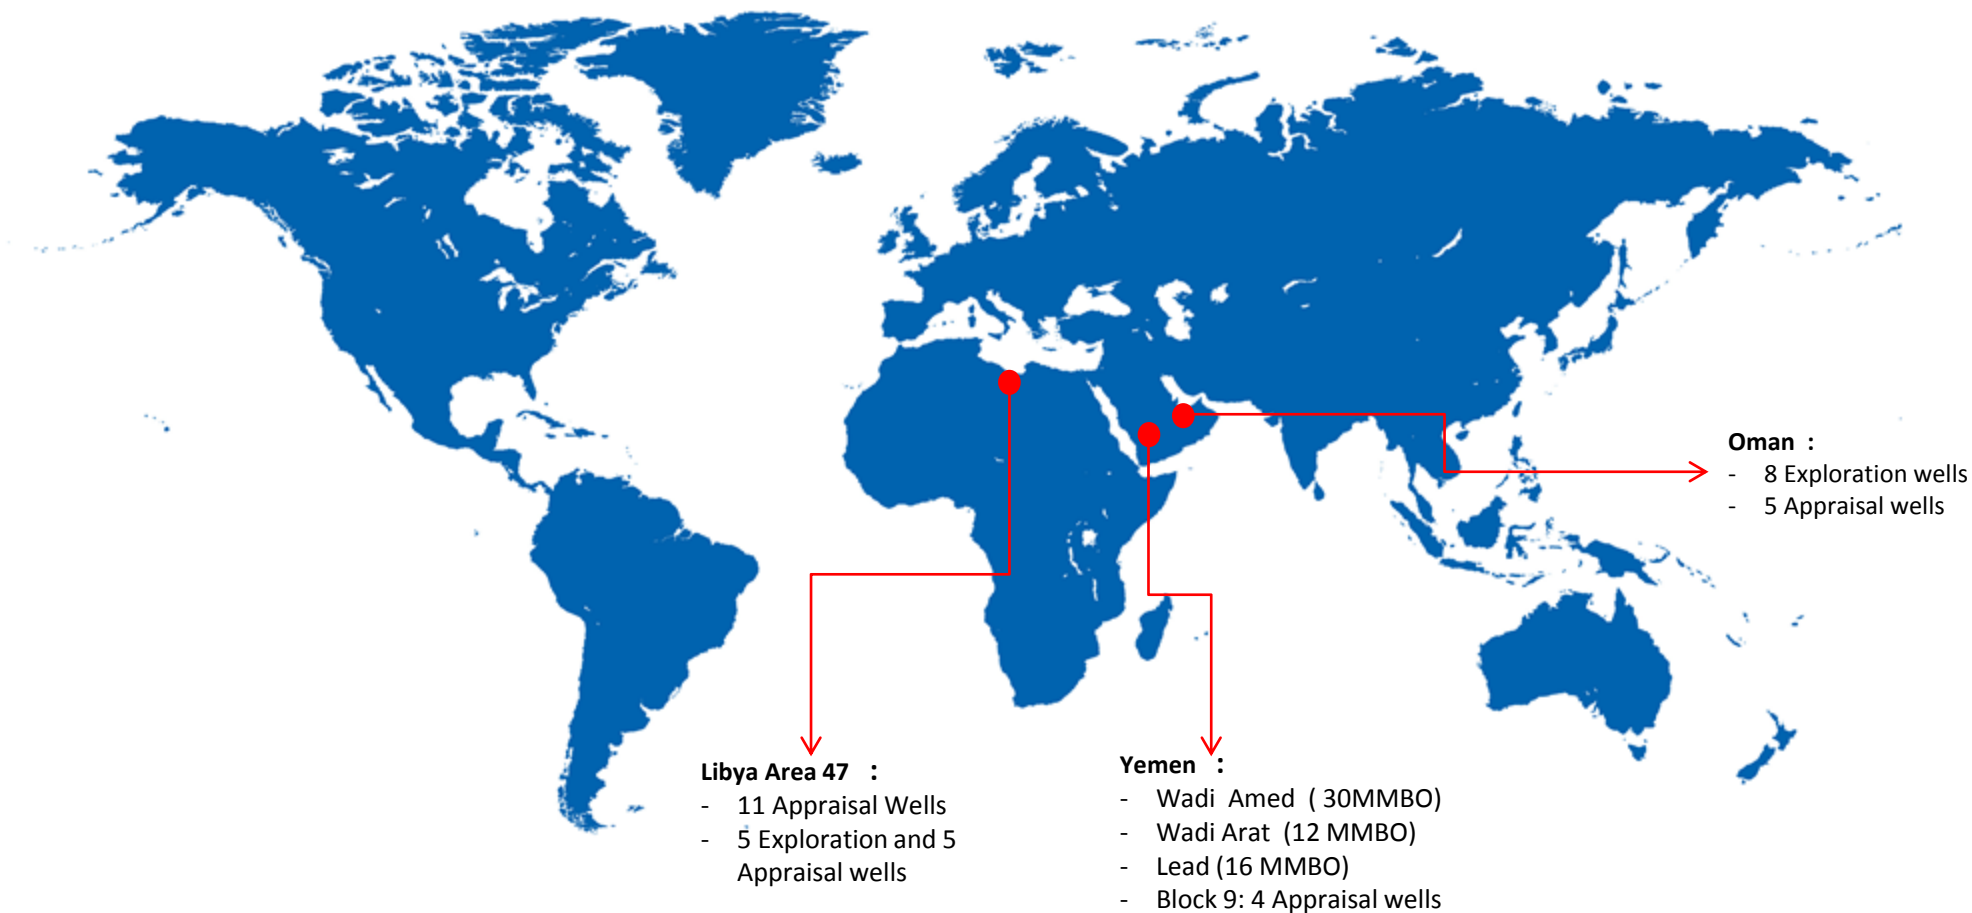 Oman :
- 8 Exploration wells
- 5 Appraisal wells
Libya Area 47 :
- 11 Appraisal Wells
- 5 Exploration and 5
Appraisal wells
Yemen :
- Wadi Amed ( 30MMBO)
- Wadi Arat (12 MMBO)
- Lead (16 MMBO)
- Block 9: 4 Appraisal wells